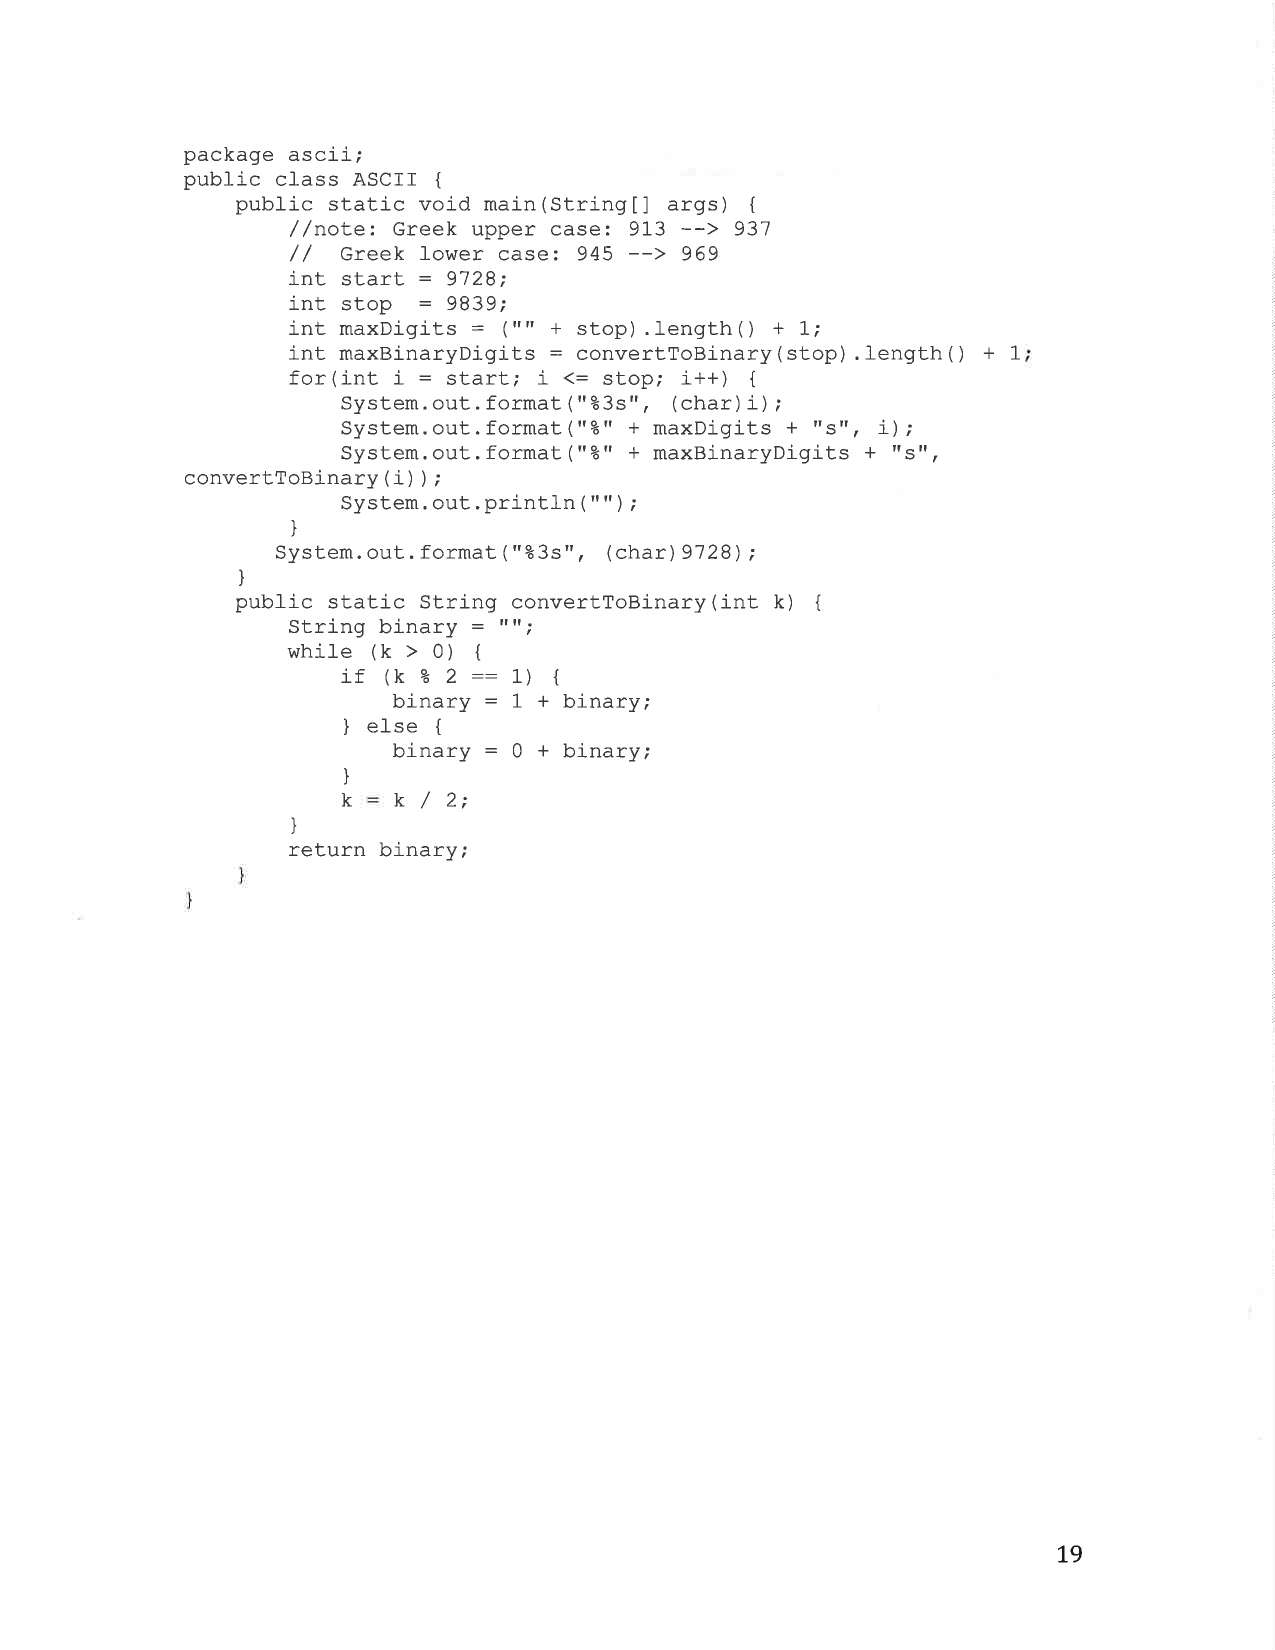 package ascii;
public class ASCII {
    public static void main(String[] args) {
        //note: Greek upper case: 913 --> 937
        //  Greek lower case: 945 --> 969
        int start = 9728;
        int stop  = 9839;
        int maxDigits = ("" + stop).length() + 1;
        int maxBinaryDigits = convertToBinary(stop).length() + 1;
        for(int i = start; i <= stop; i++) {
            System.out.format("%3s", (char)i);
            System.out.format("%" + maxDigits + "s", i);
            System.out.format("%" + maxBinaryDigits + "s",
convertToBinary(i));
            System.out.println("");
        }
       System.out.format("%3s", (char)9728);
    }
    public static String convertToBinary(int k) {
        String binary = "";
        while (k > 0) {
            if (k % 2 == 1) {
                binary = 1 + binary;
            } else {
                binary = 0 + binary;
            }
            k = k / 2;
        }
        return binary;
    }
}
19